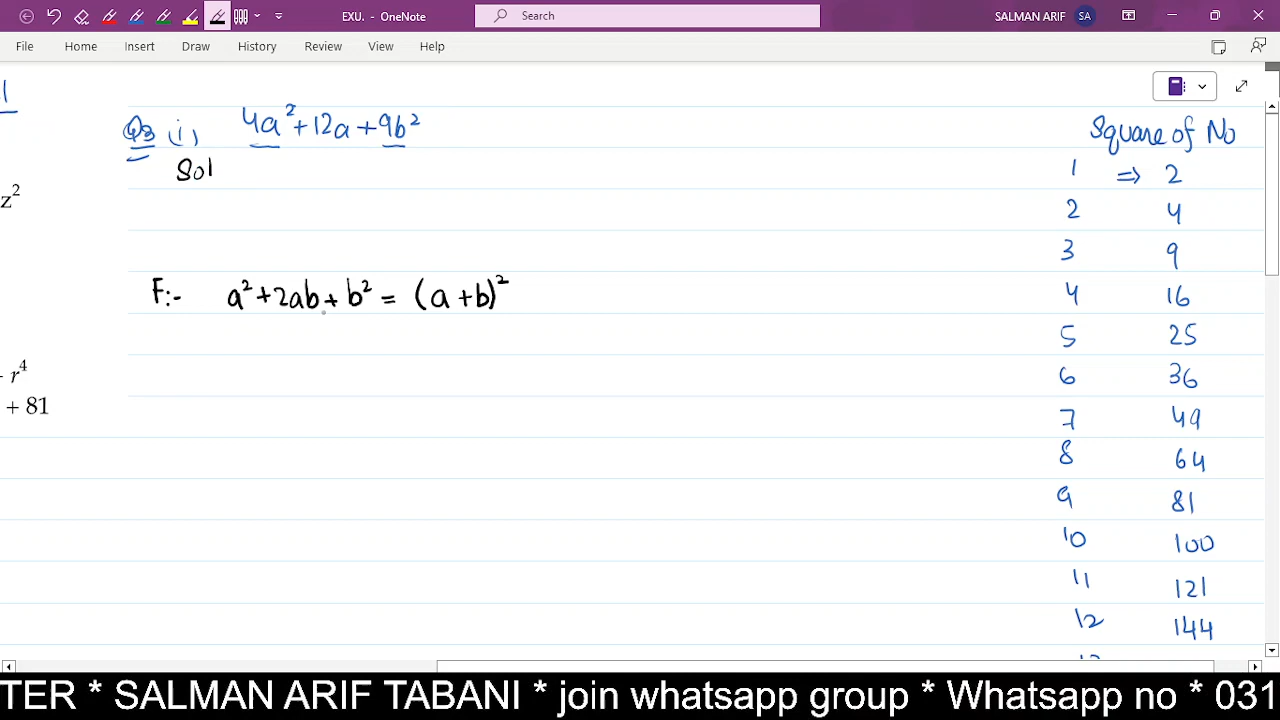 EXU. - OneNote
Search
SALMAN ARIF SA
File Home Insert Draw History Review View Help
1
Q3 (i) 4a²+12a+9b²
Sol
z²
F:- a²+2ab+b² = (a+b)²
- r⁴
+ 81
Square of No
1 ⇒ 2
2 4
3 9
4 16
5 25
6 36
7 49
8 64
9 81
10 100
11 121
12 144
TER * SALMAN ARIF TABANI * join whatsapp group * Whatsapp no * 031